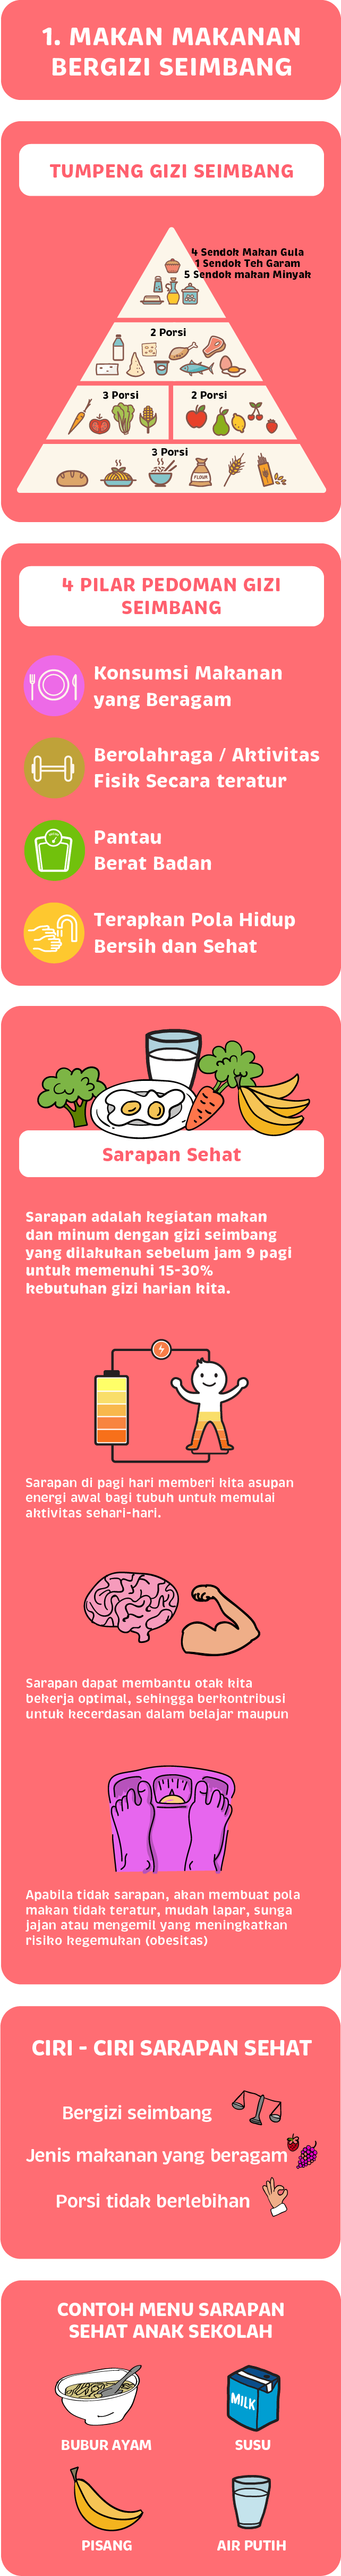 1. MAKAN MAKANAN
BERGIZI SEIMBANG
TUMPENG GIZI SEIMBANG
4 Sendok Makan Gula
1 Sendok Teh Garam
5 Sendok makan Minyak
2 Porsi
3 Porsi
2 Porsi
3 Porsi
FLOUR
4 PILAR PEDOMAN GIZI
SEIMBANG
Konsumsi Makanan
yang Beragam
Berolahraga / Aktivitas
Fisik Secara teratur
Pantau
Berat Badan
Terapkan Pola Hidup
Bersih dan Sehat
Sarapan Sehat
Sarapan adalah kegiatan makan
dan minum dengan gizi seimbang
yang dilakukan sebelum jam 9 pagi
untuk memenuhi 15-30%
kebutuhan gizi harian kita.
Sarapan di pagi hari memberi kita asupan
energi awal bagi tubuh untuk memulai
aktivitas sehari-hari.
Sarapan dapat membantu otak kita
bekerja optimal, sehingga berkontribusi
untuk kecerdasan dalam belajar maupun
Apabila tidak sarapan, akan membuat pola
makan tidak teratur, mudah lapar, sunga
jajan atau mengemil yang meningkatkan
risiko kegemukan (obesitas)
CIRI - CIRI SARAPAN SEHAT
Bergizi seimbang
Jenis makanan yang beragam
Porsi tidak berlebihan
CONTOH MENU SARAPAN
SEHAT ANAK SEKOLAH
MILK
BUBUR AYAM
SUSU
PISANG
AIR PUTIH